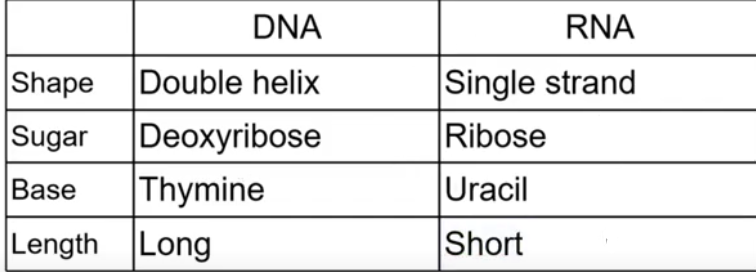 DNA RNA
Shape Double helix Single strand
Sugar Deoxyribose Ribose
Base Thymine Uracil
Length Long Short